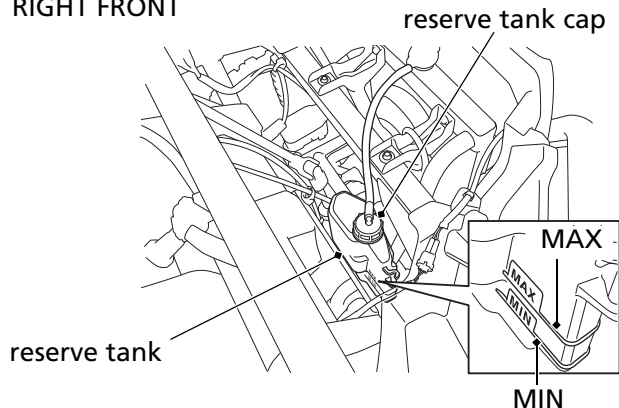 RIGHT FRONT
reserve tank cap
MAX
MAX
MIN
reserve tank
MIN